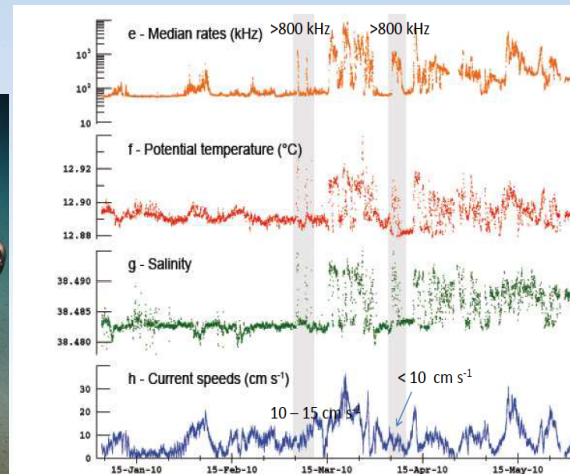 e - Median rates (kHz)
>800 kHz
>800 kHz
10³
10²
10
f - Potential temperature (°C)
12.92
12.90
12.88
g - Salinity
38.490
38.485
38.480
h - Current speeds (cm s⁻¹)
< 10 cm s⁻¹
30
20
10 – 15 cm s⁻¹
10
0
15-Jan-10 15-Feb-10 15-Mar-10 15-Apr-10 15-May-10